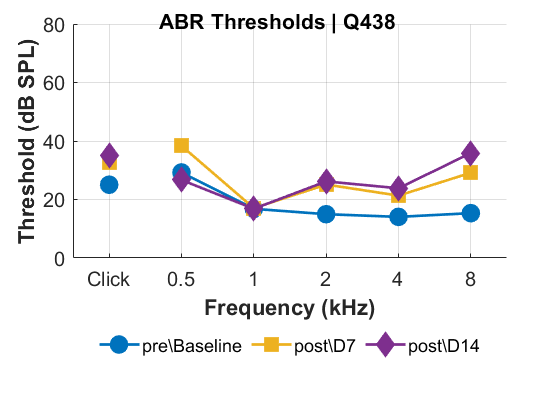 ABR Thresholds | Q438
Threshold (dB SPL)
80
60
40
20
0
Click 0.5 1 2 4 8
Frequency (kHz)
pre\Baseline post\D7 post\D14